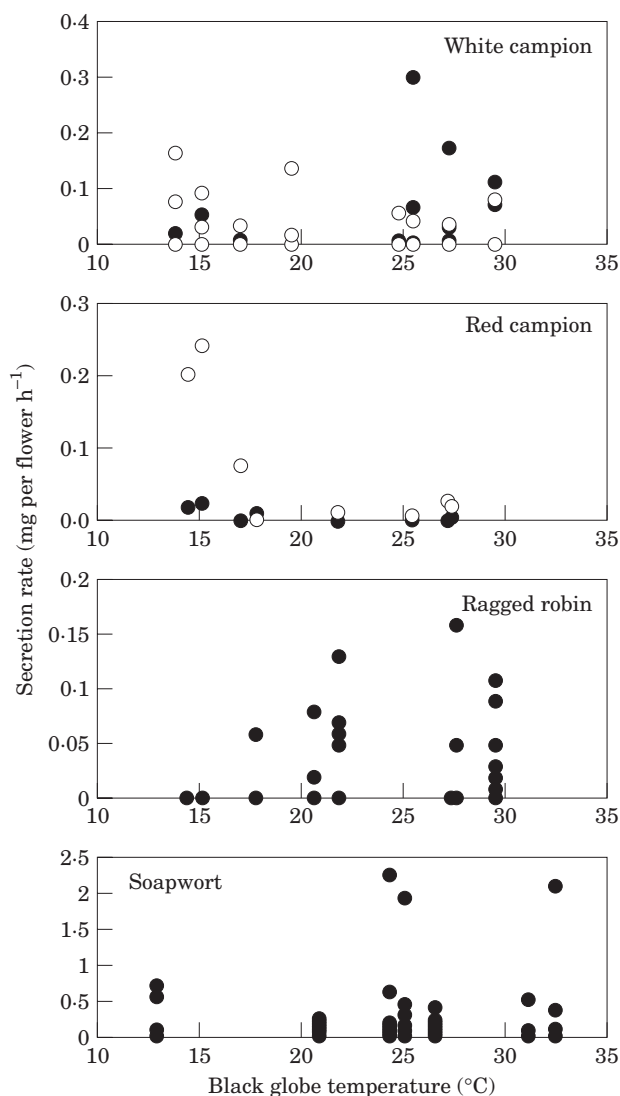 Secretion rate (mg per flower h⁻¹)
White campion
0·4
0·3
0·2
0·1
0
10 15 20 25 30 35
Red campion
0·3
0·2
0·1
0·0
10 15 20 25 30 35
Ragged robin
0·2
0·15
0·1
0·05
0
10 15 20 25 30 35
Soapwort
2·5
2
1·5
1
0·5
0
10 15 20 25 30 35
Black globe temperature (°C)